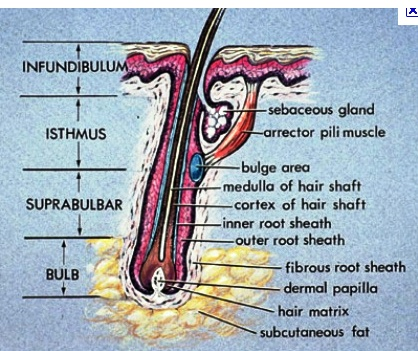 INFUNDIBULUM
ISTHMUS
SUPRABULBAR
BULB
sebaceous gland
arrector pili muscle
bulge area
medulla of hair shaft
cortex of hair shaft
inner root sheath
outer root sheath
fibrous root sheath
dermal papilla
hair matrix
subcutaneous fat